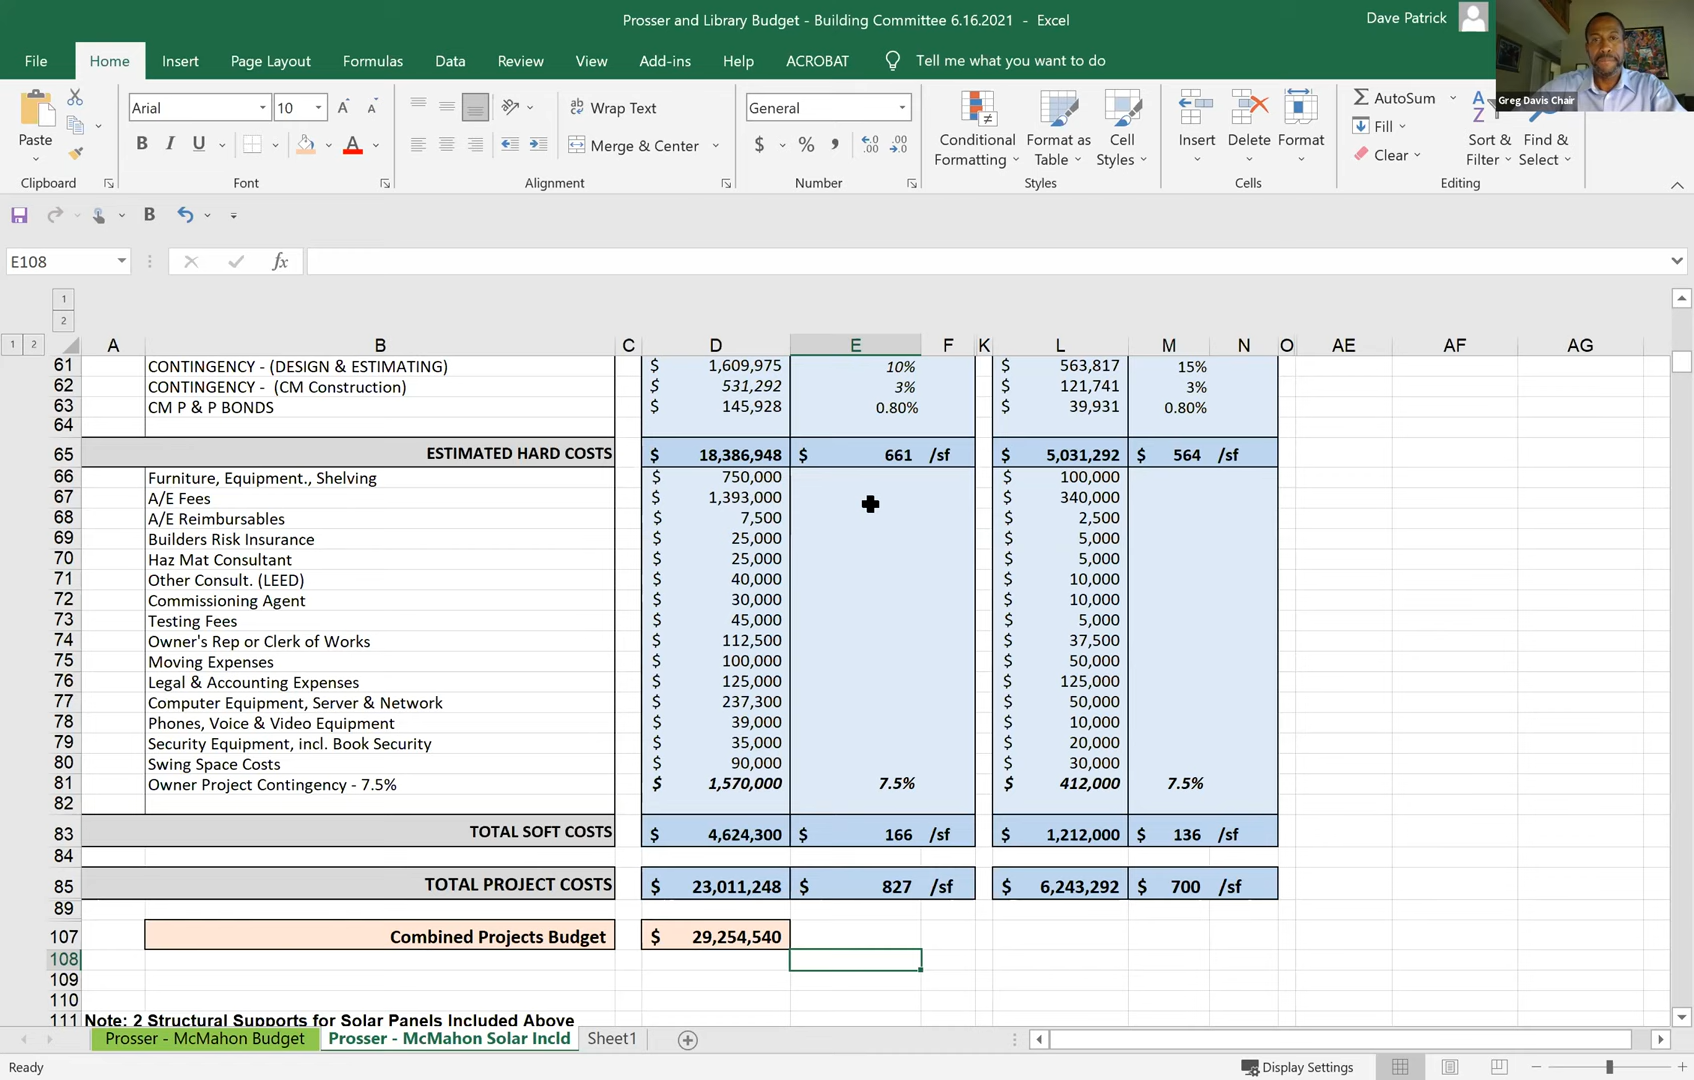 Prosser and Library Budget - Building Committee 6.16.2021 - Excel
Dave Patrick
Greg Davis Chair
File Home Insert Page Layout Formulas Data Review View Add-ins Help ACROBAT Tell me what you want to do
Paste
Clipboard
Arial 10
B I U
Font
Wrap Text
Merge & Center
Alignment
General
$ % ,
Number
Conditional Formatting
Format as Table
Cell Styles
Styles
Insert Delete Format
Cells
AutoSum
Fill
Clear
Sort & Filter
Find & Select
Editing
B
E108 fx
1
2
1 2 A B C D E F K L M N O AE AF AG
61 CONTINGENCY - (DESIGN & ESTIMATING) $ 1,609,975 10% $ 563,817 15%
62 CONTINGENCY - (CM Construction) $ 531,292 3% $ 121,741 3%
63 CM P & P BONDS $ 145,928 0.80% $ 39,931 0.80%
64
65 ESTIMATED HARD COSTS $ 18,386,948 $ 661 /sf $ 5,031,292 $ 564 /sf
66 Furniture, Equipment., Shelving $ 750,000 $ 100,000
67 A/E Fees $ 1,393,000 $ 340,000
68 A/E Reimbursables $ 7,500 $ 2,500
69 Builders Risk Insurance $ 25,000 $ 5,000
70 Haz Mat Consultant $ 25,000 $ 5,000
71 Other Consult. (LEED) $ 40,000 $ 10,000
72 Commissioning Agent $ 30,000 $ 10,000
73 Testing Fees $ 45,000 $ 5,000
74 Owner's Rep or Clerk of Works $ 112,500 $ 37,500
75 Moving Expenses $ 100,000 $ 50,000
76 Legal & Accounting Expenses $ 125,000 $ 125,000
77 Computer Equipment, Server & Network $ 237,300 $ 50,000
78 Phones, Voice & Video Equipment $ 39,000 $ 10,000
79 Security Equipment, incl. Book Security $ 35,000 $ 20,000
80 Swing Space Costs $ 90,000 $ 30,000
81 Owner Project Contingency - 7.5% $ 1,570,000 7.5% $ 412,000 7.5%
82
83 TOTAL SOFT COSTS $ 4,624,300 $ 166 /sf $ 1,212,000 $ 136 /sf
84
85 TOTAL PROJECT COSTS $ 23,011,248 $ 827 /sf $ 6,243,292 $ 700 /sf
89
107 Combined Projects Budget $ 29,254,540
108
109
110
111 Note: 2 Structural Supports for Solar Panels Included Above
Prosser - McMahon Budget Prosser - McMahon Solar Incld Sheet1
Ready Display Settings